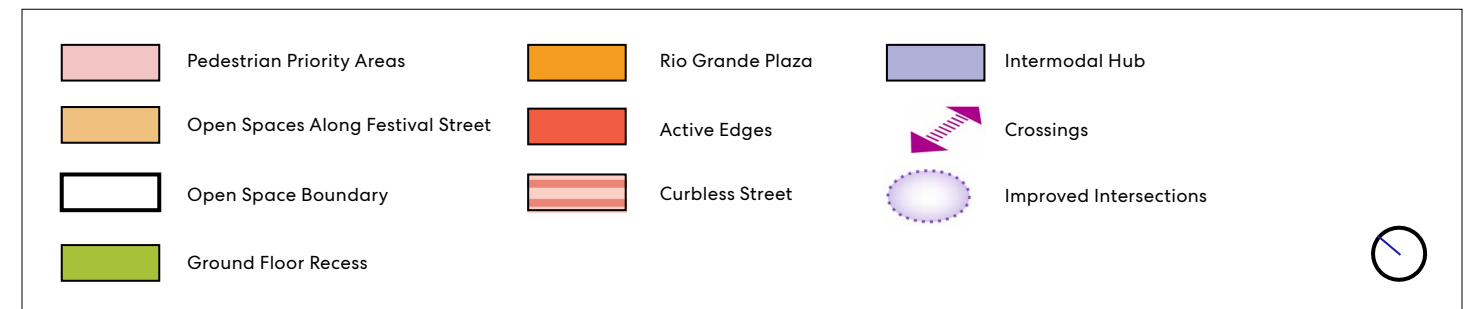 Pedestrian Priority Areas
Open Spaces Along Festival Street
Open Space Boundary
Ground Floor Recess
Rio Grande Plaza
Active Edges
Curbless Street
Intermodal Hub
Crossings
Improved Intersections